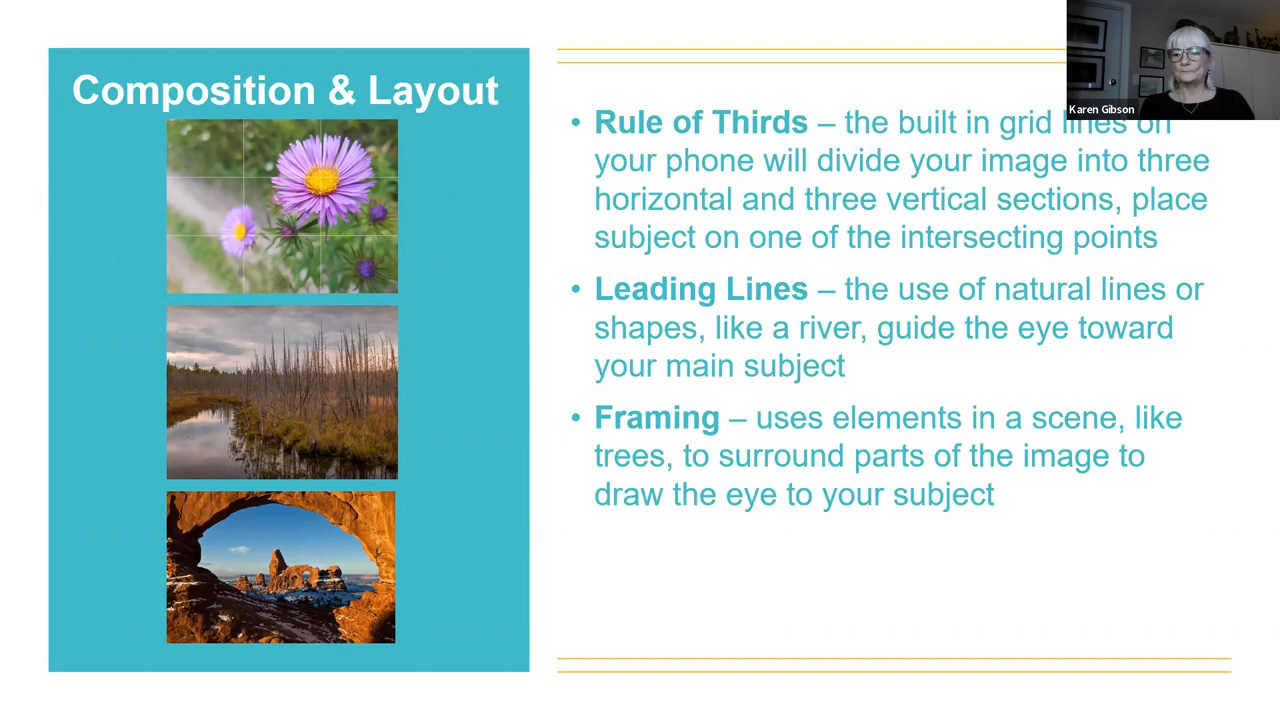 Composition & Layout
Karen Gibson
• Rule of Thirds – the built in grid lines on
your phone will divide your image into three
horizontal and three vertical sections, place
subject on one of the intersecting points
• Leading Lines – the use of natural lines or
shapes, like a river, guide the eye toward
your main subject
• Framing – uses elements in a scene, like
trees, to surround parts of the image to
draw the eye to your subject